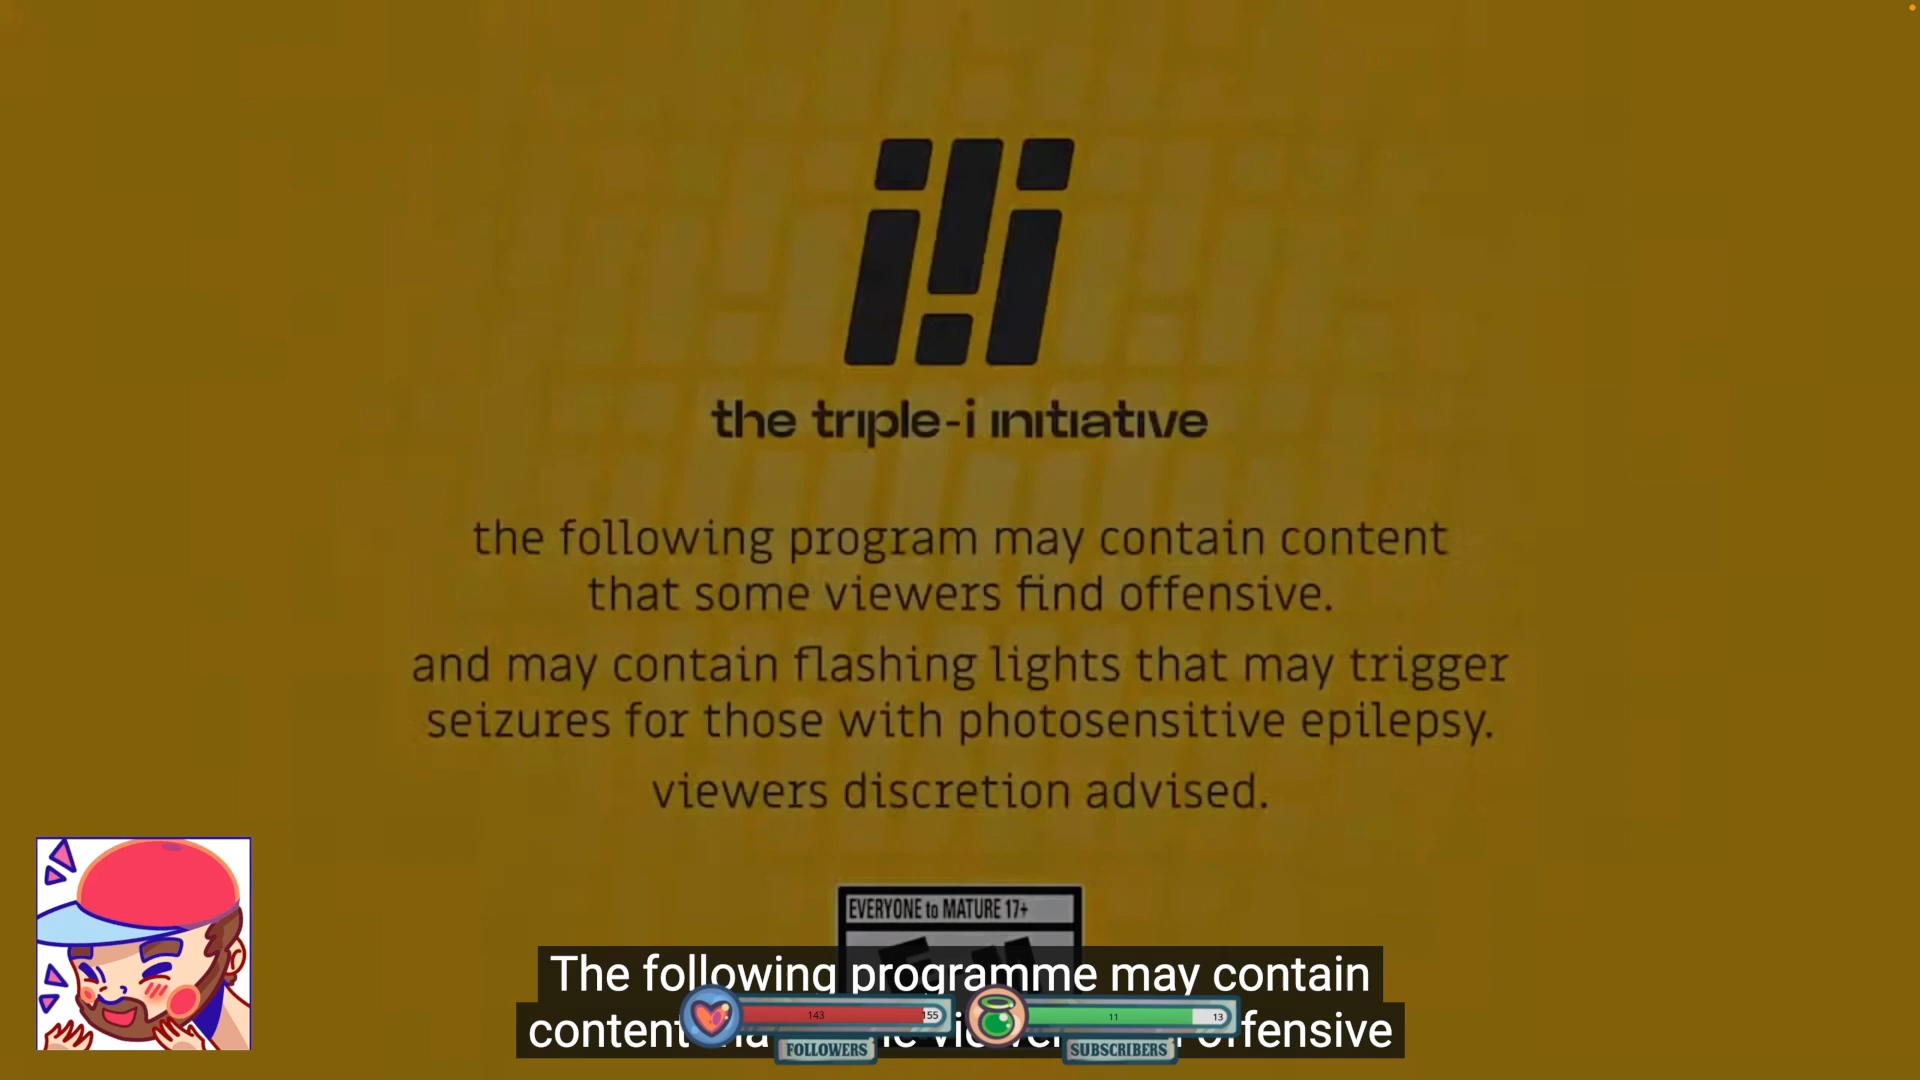 the triple-i initiative
the following program may contain content
that some viewers find offensive.
and may contain flashing lights that may trigger
seizures for those with photosensitive epilepsy.
viewers discretion advised.
EVERYONE to MATURE 17+
The following programme may contain
content offensive
143 155
11 13
FOLLOWERS
SUBSCRIBERS